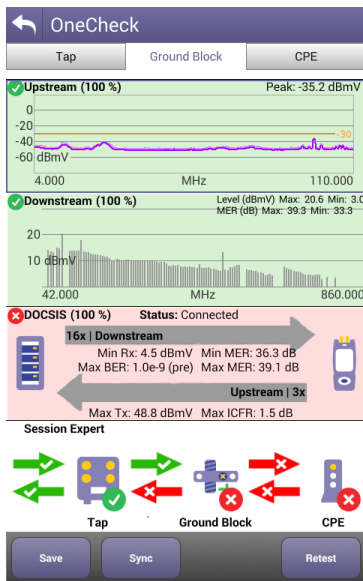 OneCheck
Tap Ground Block CPE
Upstream (100 %) Peak: -35.2 dBmV
0
-20
-30
-40
-60 dBmV
4.000 MHz 110.000
Downstream (100 %) Level (dBmV) Max: 20.6 Min: 3.0
MER (dB) Max: 39.3 Min: 33.3
20
10 dBmV
42.000 MHz 860.000
DOCSIS (100 %) Status: Connected
16x | Downstream
Min Rx: 4.5 dBmV Min MER: 36.3 dB
Max BER: 1.0e-9 (pre) Max MER: 39.1 dB
Upstream | 3x
Max Tx: 48.8 dBmV Max ICFR: 1.5 dB
Session Expert
Tap Ground Block CPE
Save Sync Retest